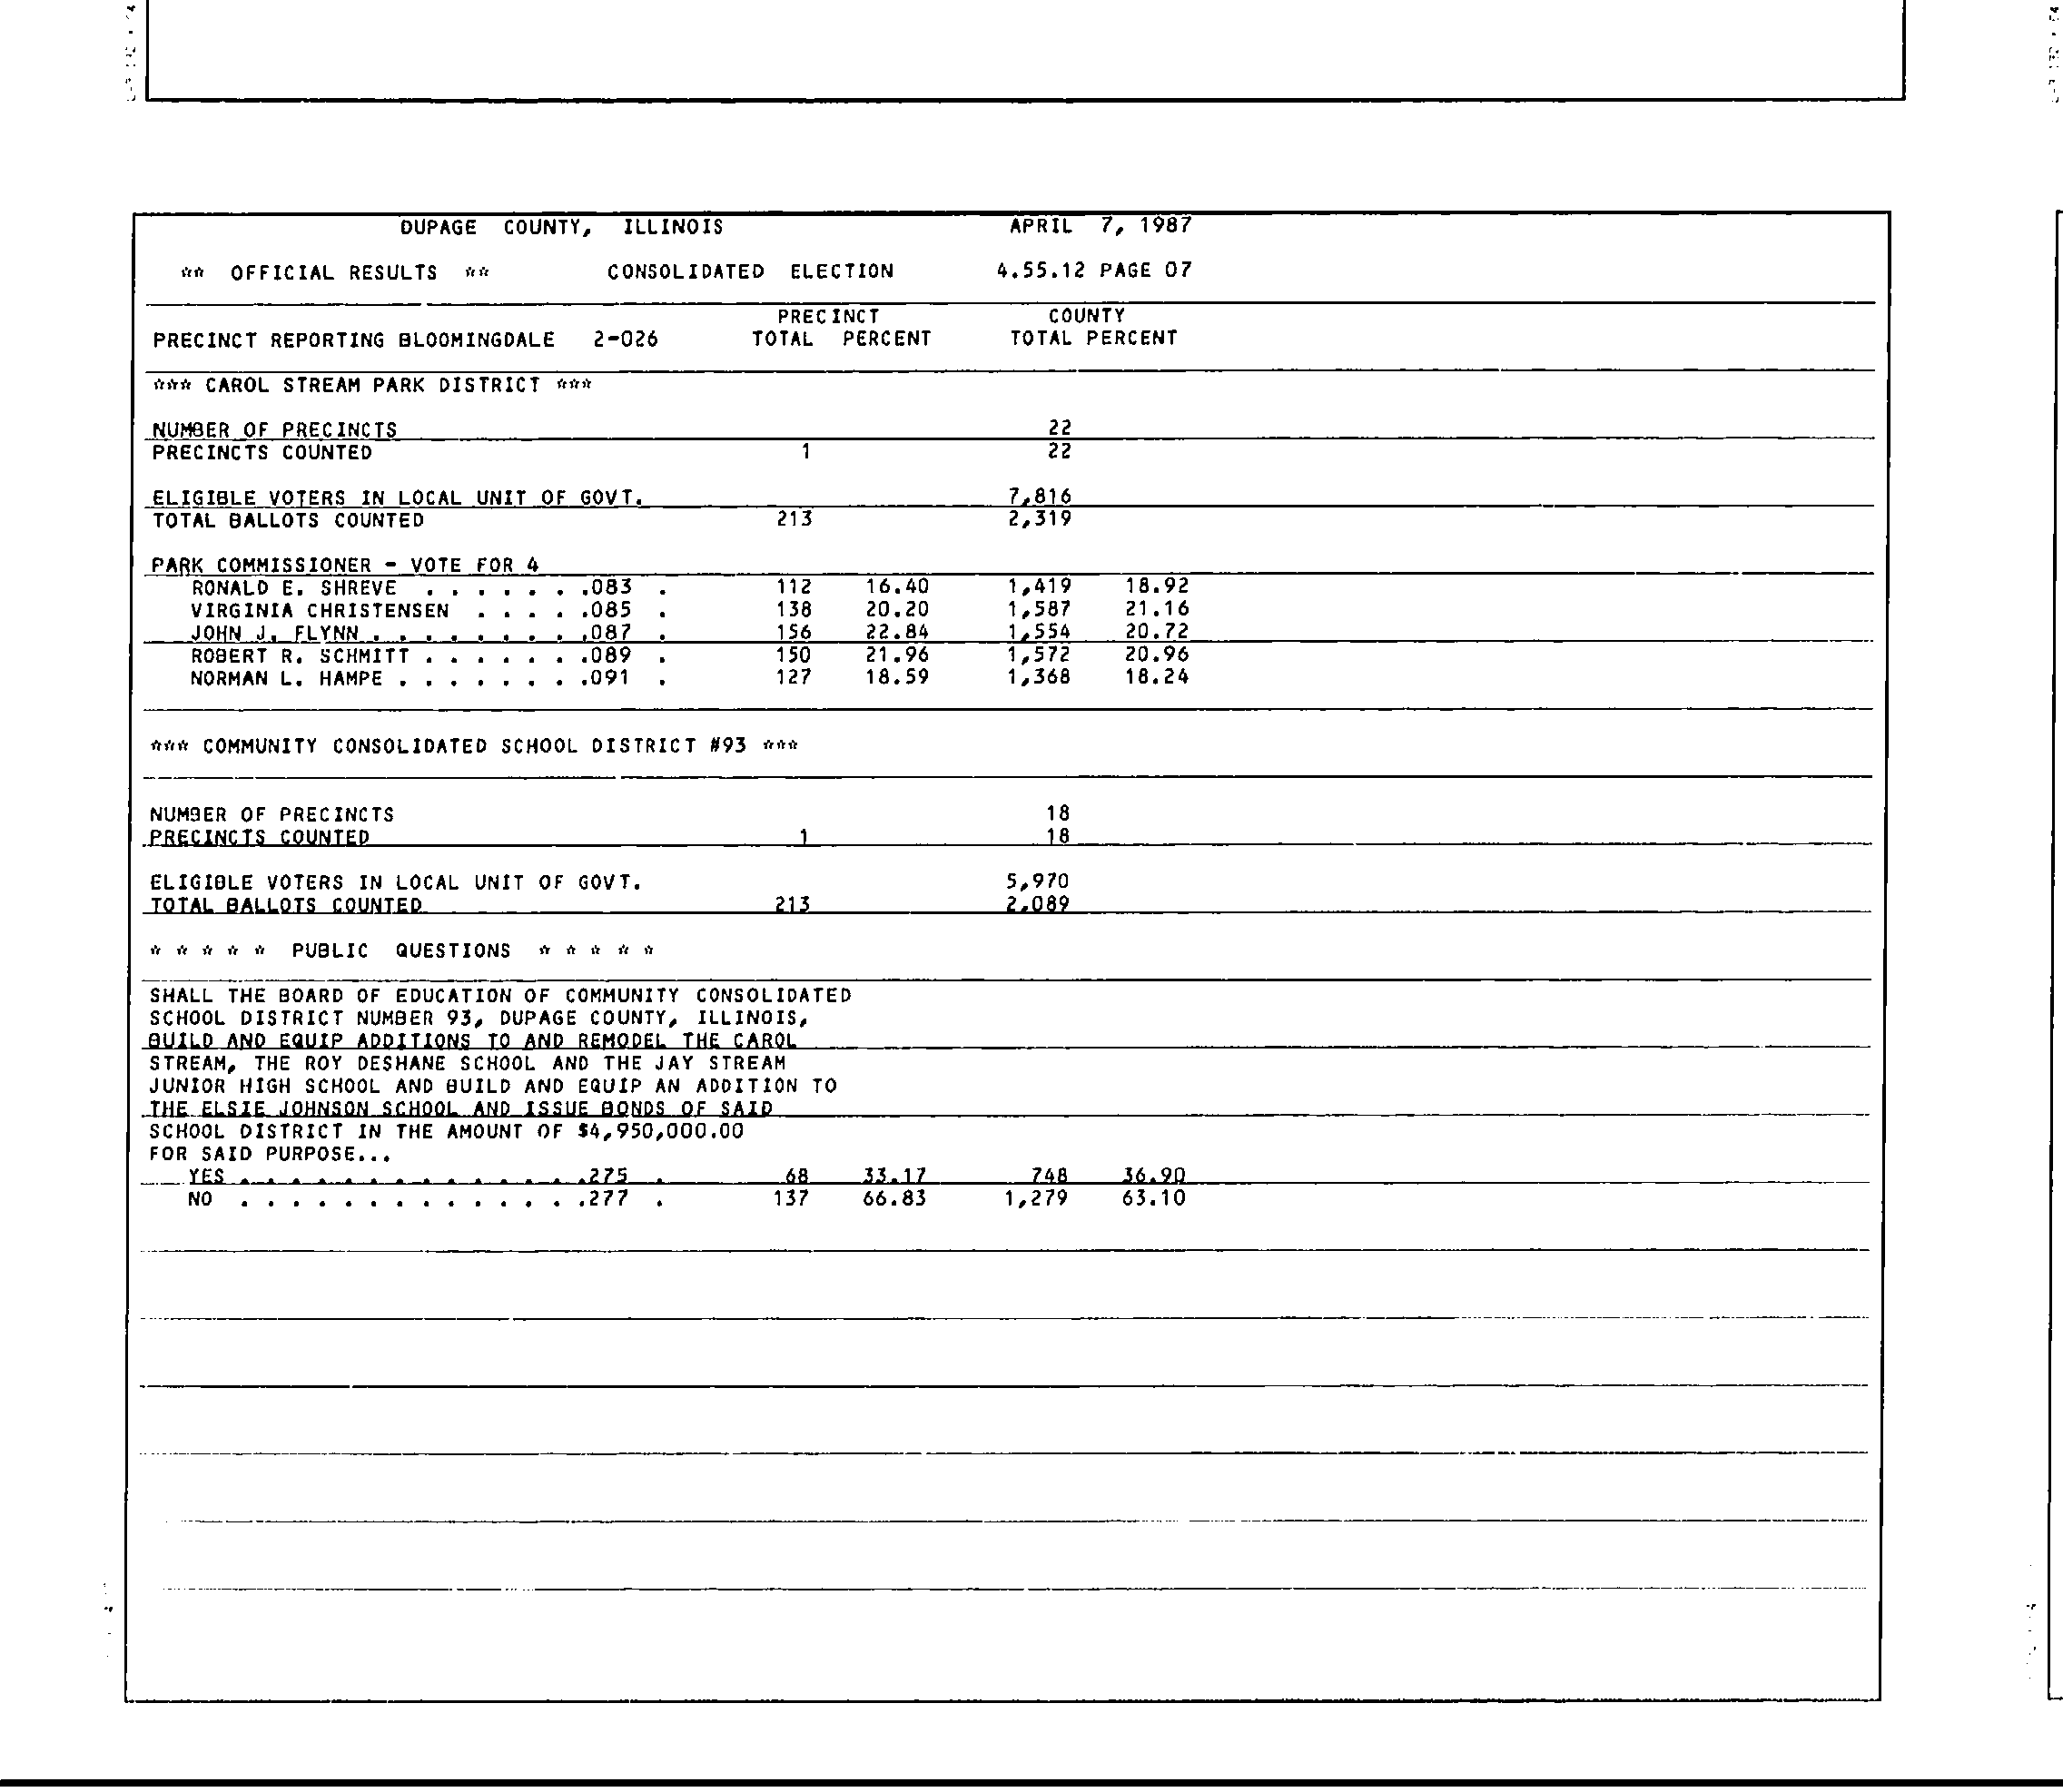 DUPAGE COUNTY, ILLINOIS APRIL 7, 1987
** OFFICIAL RESULTS ** CONSOLIDATED ELECTION 4.55.12 PAGE 07
PRECINCT COUNTY
PRECINCT REPORTING BLOOMINGDALE 2-026 TOTAL PERCENT TOTAL PERCENT
*** CAROL STREAM PARK DISTRICT ***
NUMBER OF PRECINCTS 22
PRECINCTS COUNTED 1 22
ELIGIBLE VOTERS IN LOCAL UNIT OF GOVT. 7,816
TOTAL BALLOTS COUNTED 213 2,319
PARK COMMISSIONER - VOTE FOR 4
RONALD E. SHREVE . . . . . . .083 . 112 16.40 1,419 18.92
VIRGINIA CHRISTENSEN . . . . .085 . 138 20.20 1,587 21.16
JOHN J. FLYNN . . . . . . . . .087 . 156 22.84 1,554 20.72
ROBERT R. SCHMITT . . . . . . .089 . 150 21.96 1,572 20.96
NORMAN L. HAMPE . . . . . . . .091 . 127 18.59 1,368 18.24
*** COMMUNITY CONSOLIDATED SCHOOL DISTRICT #93 ***
NUMBER OF PRECINCTS 18
PRECINCTS COUNTED 1 18
ELIGIBLE VOTERS IN LOCAL UNIT OF GOVT. 5,970
TOTAL BALLOTS COUNTED 213 2,089
* * * * * PUBLIC QUESTIONS * * * * *
SHALL THE BOARD OF EDUCATION OF COMMUNITY CONSOLIDATED
SCHOOL DISTRICT NUMBER 93, DUPAGE COUNTY, ILLINOIS,
BUILD AND EQUIP ADDITIONS TO AND REMODEL THE CAROL
STREAM, THE ROY DESHANE SCHOOL AND THE JAY STREAM
JUNIOR HIGH SCHOOL AND BUILD AND EQUIP AN ADDITION TO
THE ELSIE JOHNSON SCHOOL AND ISSUE BONDS OF SAID
SCHOOL DISTRICT IN THE AMOUNT OF $4,950,000.00
FOR SAID PURPOSE...
YES . . . . . . . . . . . . . .275 . 68 33.17 748 36.90
NO . . . . . . . . . . . . . .277 . 137 66.83 1,279 63.10